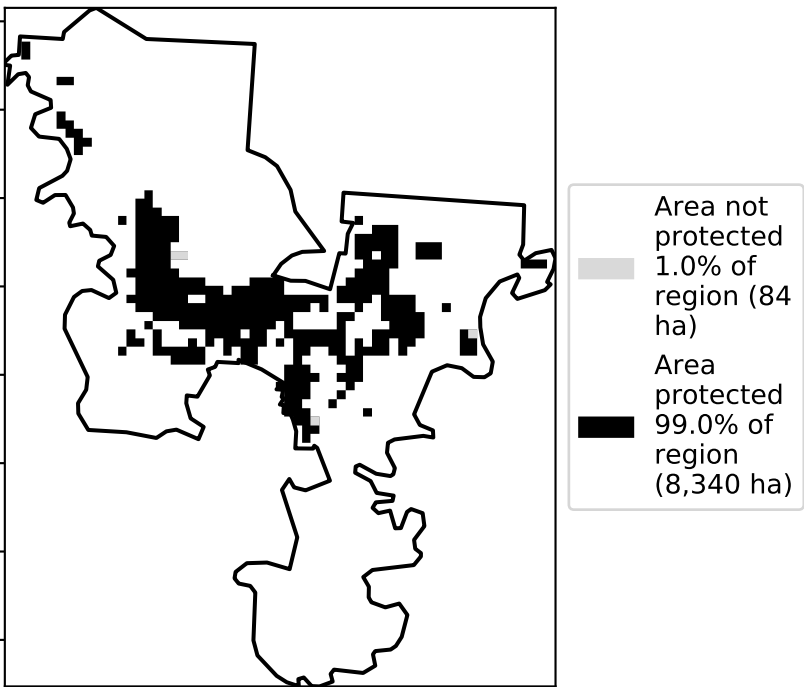 Area not
protected
1.0% of
region (84
ha)
Area
protected
99.0% of
region
(8,340 ha)